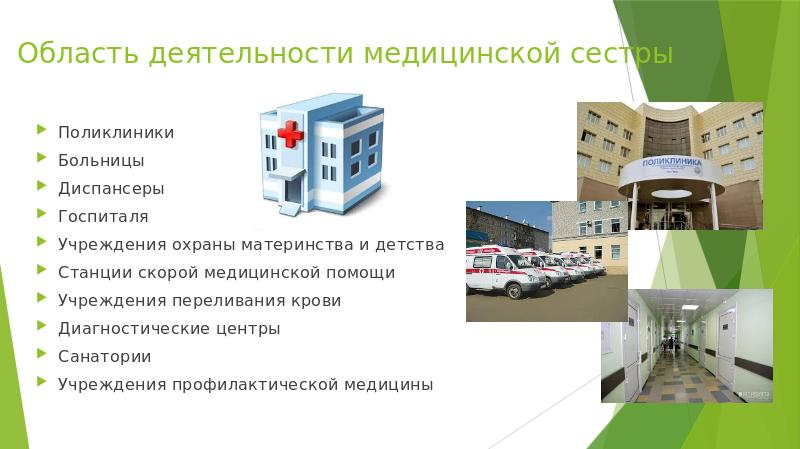 Область деятельности медицинской сестры
Поликлиники
Больницы
Диспансеры
Госпиталя
Учреждения охраны материнства и детства
Станции скорой медицинской помощи
Учреждения переливания крови
Диагностические центры
Санатории
Учреждения профилактической медицины
ПОЛИКЛИНИКА